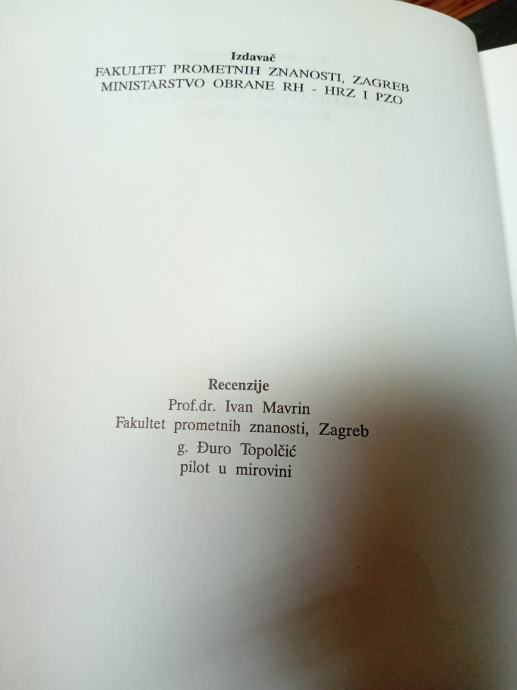 Izdavač
FAKULTET PROMETNIH ZNANOSTI, ZAGREB
MINISTARSTVO OBRANE RH - HRZ I PZO
Recenzije
Prof.dr. Ivan Mavrin
Fakultet prometnih znanosti, Zagreb
g. Đuro Topolčić
pilot u mirovini